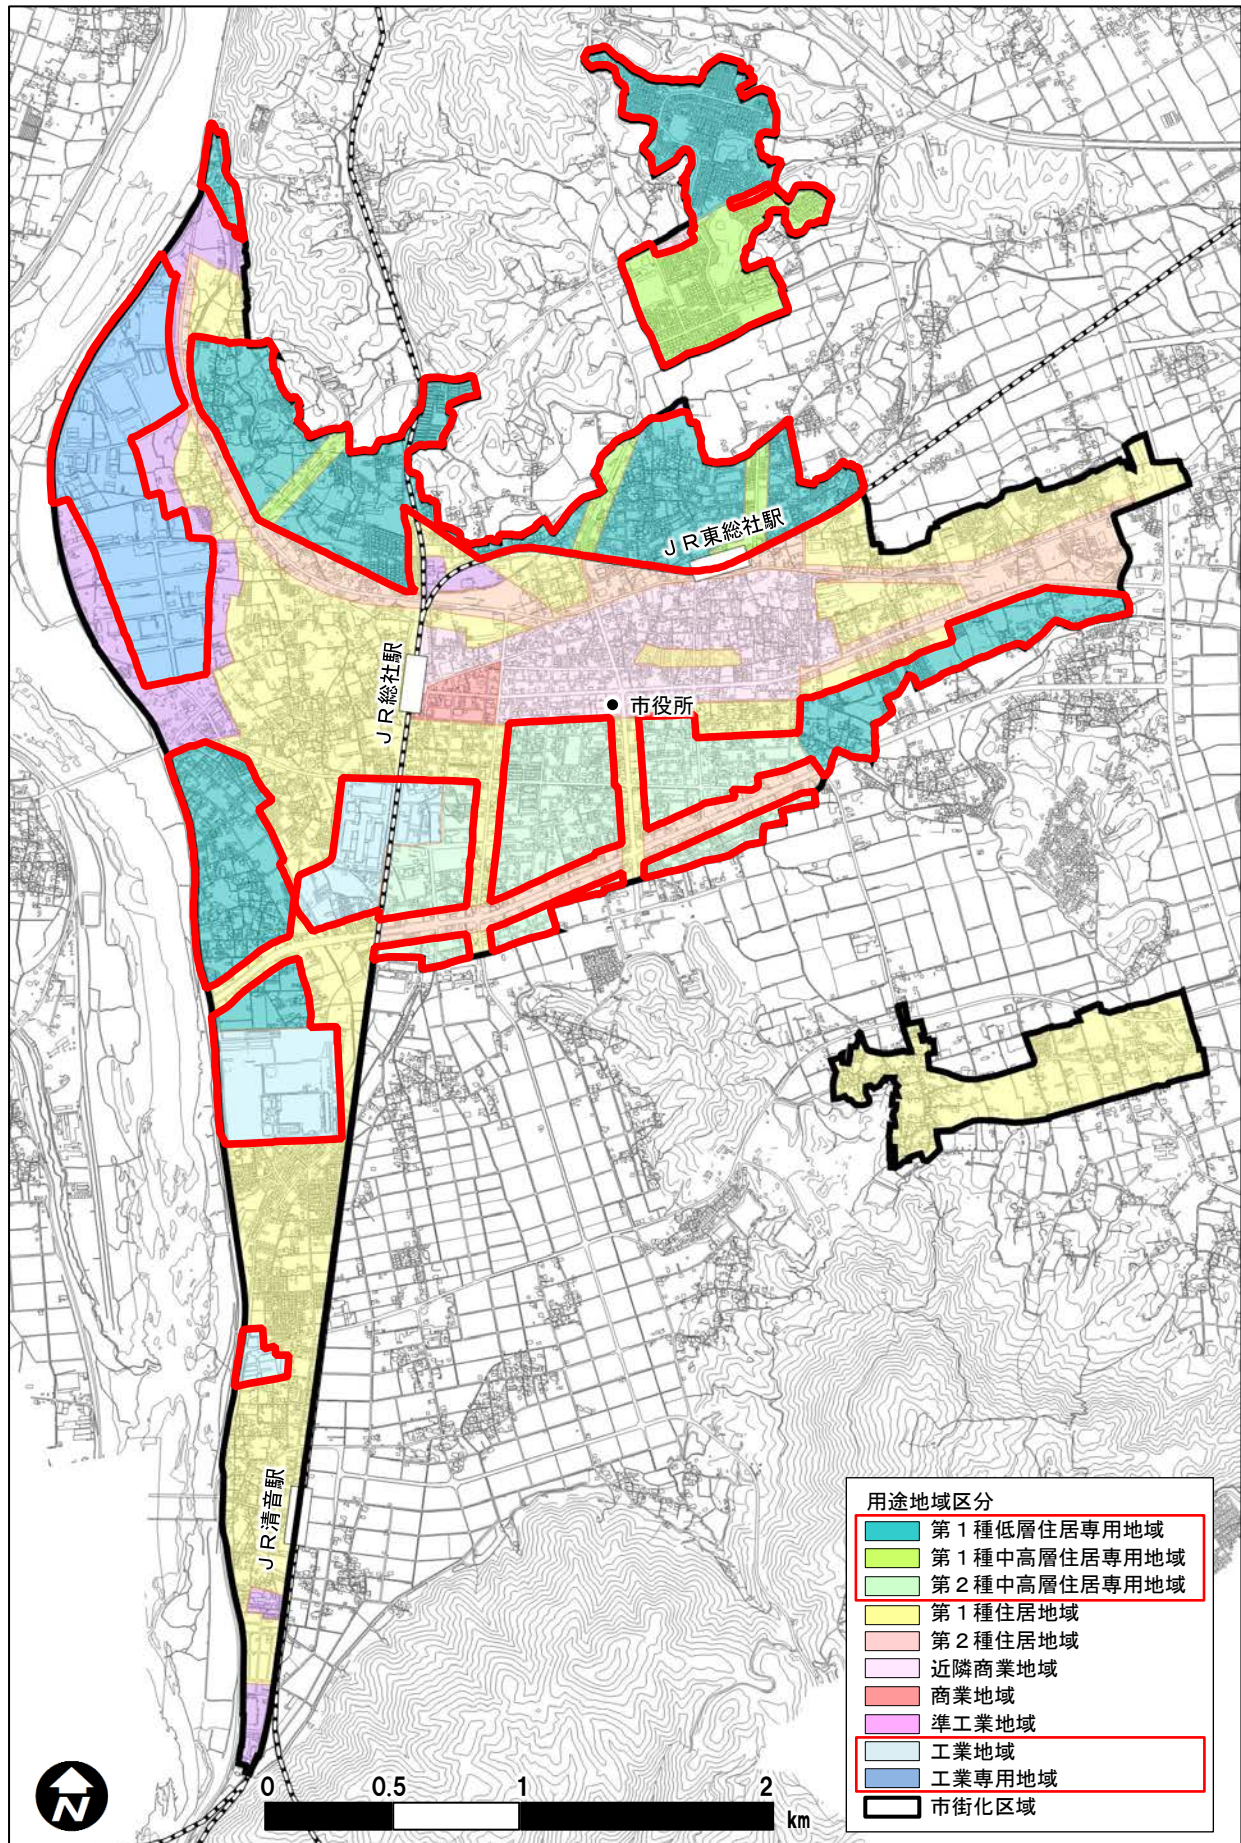 JR東総社駅
JR総社駅
市役所
JR清音駅
用途地域区分
第1種低層住居専用地域
第1種中高層住居専用地域
第2種中高層住居専用地域
第1種住居地域
第2種住居地域
近隣商業地域
商業地域
準工業地域
工業地域
工業専用地域
市街化区域
N
0 0.5 1 2
km